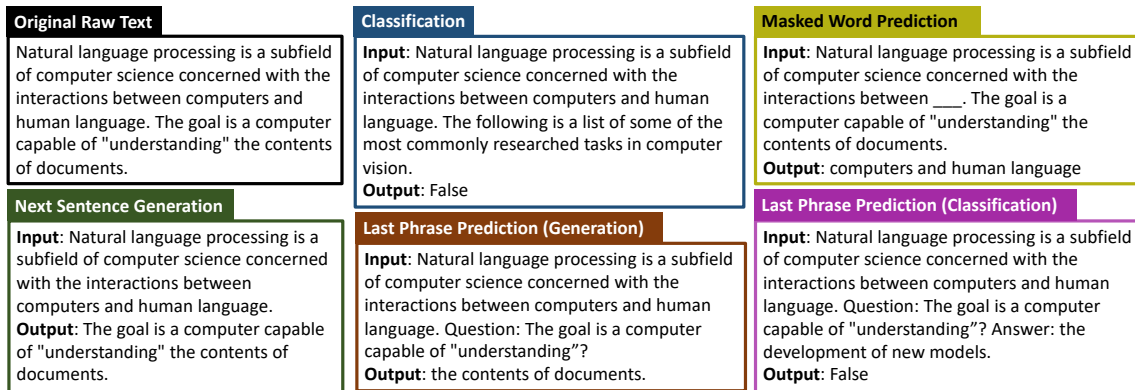 Original Raw Text
Natural language processing is a subfield
of computer science concerned with the
interactions between computers and
human language. The goal is a computer
capable of "understanding" the contents
of documents.
Classification
Input: Natural language processing is a subfield
of computer science concerned with the
interactions between computers and human
language. The following is a list of some of the
most commonly researched tasks in computer
vision.
Output: False
Masked Word Prediction
Input: Natural language processing is a subfield
of computer science concerned with the
interactions between ___. The goal is a
computer capable of "understanding" the
contents of documents.
Output: computers and human language
Next Sentence Generation
Input: Natural language processing is a
subfield of computer science concerned
with the interactions between
computers and human language.
Output: The goal is a computer capable
of "understanding" the contents of
documents.
Last Phrase Prediction (Generation)
Input: Natural language processing is a subfield
of computer science concerned with the
interactions between computers and human
language. Question: The goal is a computer
capable of "understanding”?
Output: the contents of documents.
Last Phrase Prediction (Classification)
Input: Natural language processing is a subfield
of computer science concerned with the
interactions between computers and human
language. Question: The goal is a computer
capable of "understanding”? Answer: the
development of new models.
Output: False